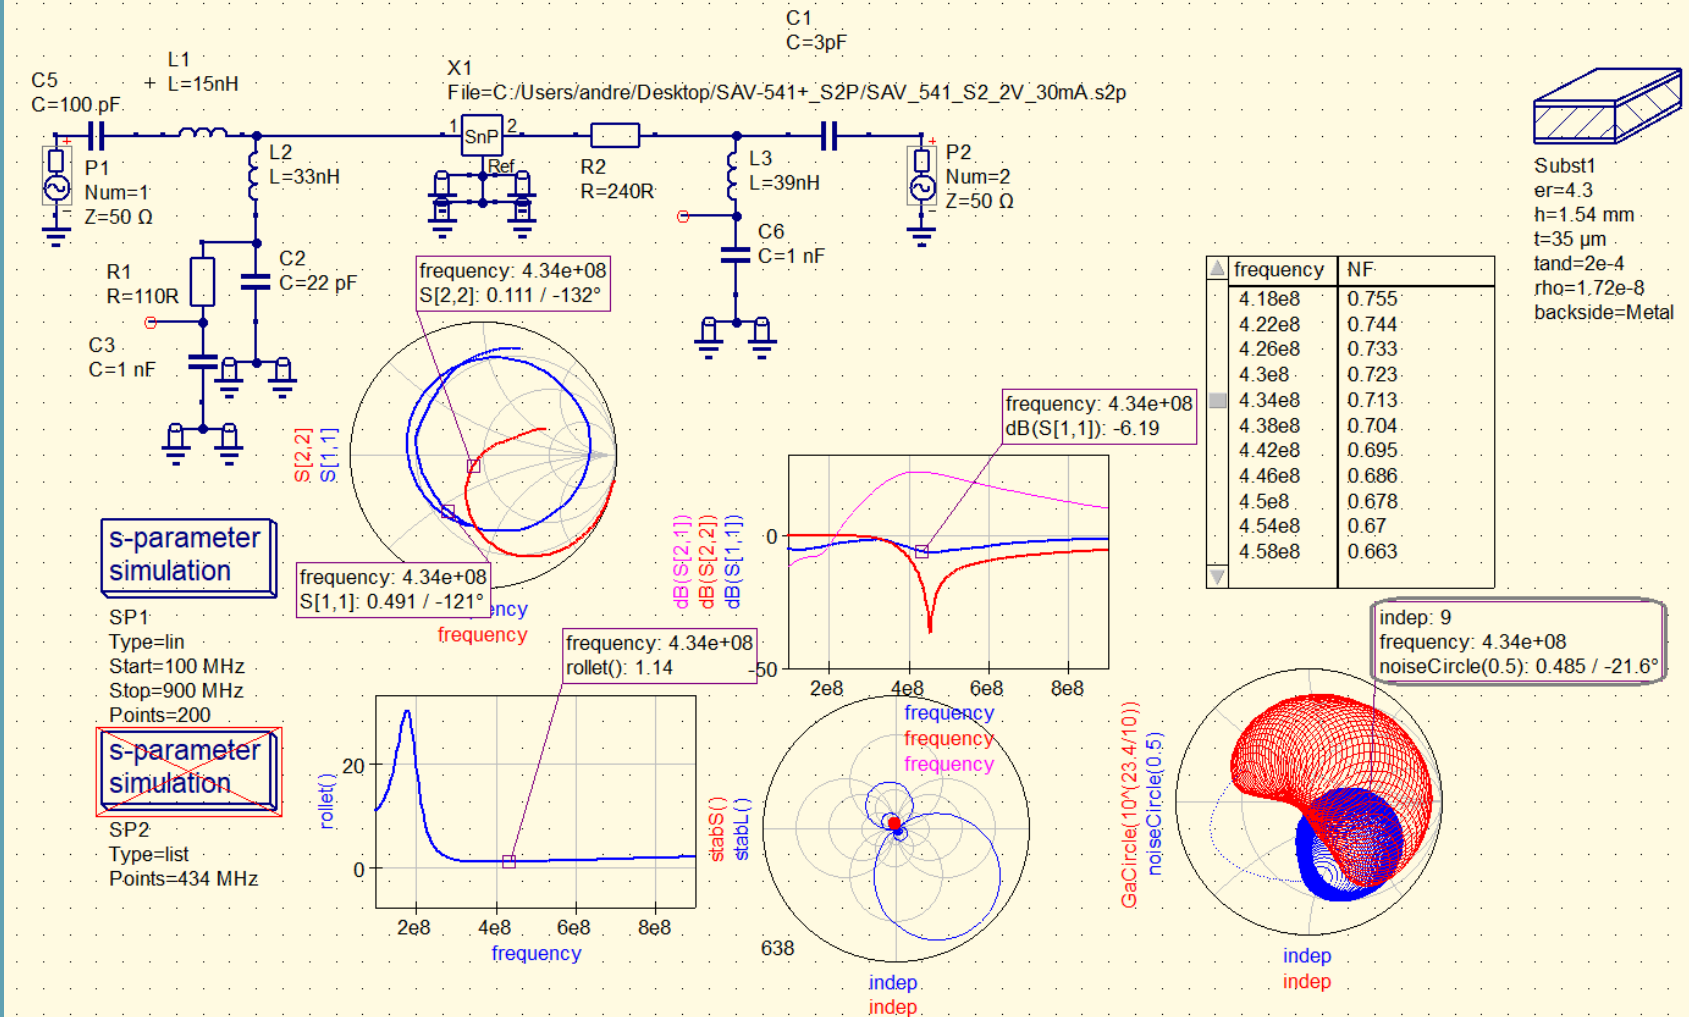 C1
C=3pF
L1
+ L=15nH
C5
C=100 pF
X1
File=C:/Users/andre/Desktop/SAV-541+_S2P/SAV_541_S2_2V_30mA.s2p
1
SnP
2
Ref
+
P1
Num=1
Z=50 Ω
-
L2
L=33nH
R2
R=240R
L3
L=39nH
+
P2
Num=2
Z=50 Ω
-
Subst1
er=4.3
h=1.54 mm
t=35 µm
tand=2e-4
rho=1.72e-8
backside=Metal
R1
R=110R
C2
C=22 pF
C6
C=1 nF
C3
C=1 nF
frequency: 4.34e+08
S[2,2]: 0.111 / -132°
S[2,2]
S[1,1]
frequency: 4.34e+08
S[1,1]: 0.491 / -121°
ency
frequency
frequency: 4.34e+08
dB(S[1,1]): -6.19
dB(S[2,1])
dB(S[2,2])
dB(S[1,1])
0
-50
2e8 4e8 6e8 8e8
frequency
frequency
frequency
frequency NF
4.18e8 0.755
4.22e8 0.744
4.26e8 0.733
4.3e8 0.723
4.34e8 0.713
4.38e8 0.704
4.42e8 0.695
4.46e8 0.686
4.5e8 0.678
4.54e8 0.67
4.58e8 0.663
s-parameter
simulation
SP1
Type=lin
Start=100 MHz
Stop=900 MHz
Points=200
s-parameter
simulation
SP2
Type=list
Points=434 MHz
frequency: 4.34e+08
rollet(): 1.14
rollet()
20
0
2e8 4e8 6e8 8e8
frequency
stabS()
stabL()
638
indep
indep
indep: 9
frequency: 4.34e+08
noiseCircle(0.5): 0.485 / -21.6°
GaCircle(10^(23.4/10))
noiseCircle(0.5)
indep
indep